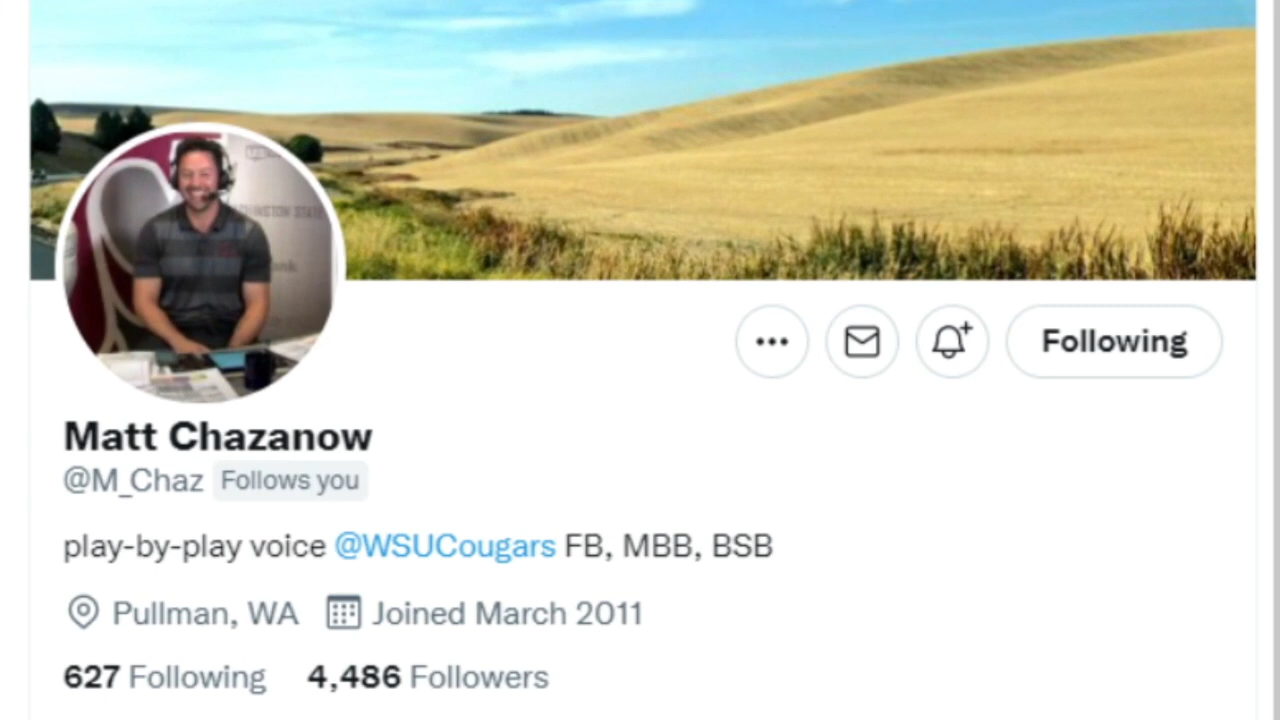 Matt Chazanow
@M_Chaz Follows you
play-by-play voice @WSUCougars FB, MBB, BSB
Pullman, WA Joined March 2011
627 Following 4,486 Followers
Following